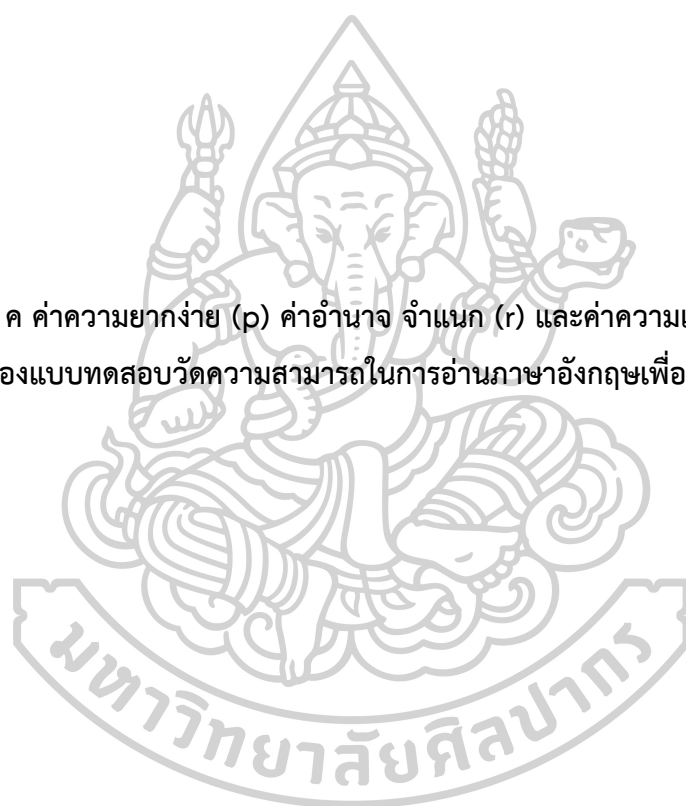 ค ค่าความยากง่าย (p) ค่าอำนาจ จำแนก (r) และค่าความ
องแบบทดสอบวัดความสามารถในการอ่านภาษาอังกฤษเพื่อ
มหาวิทยาลัยศิลปากร